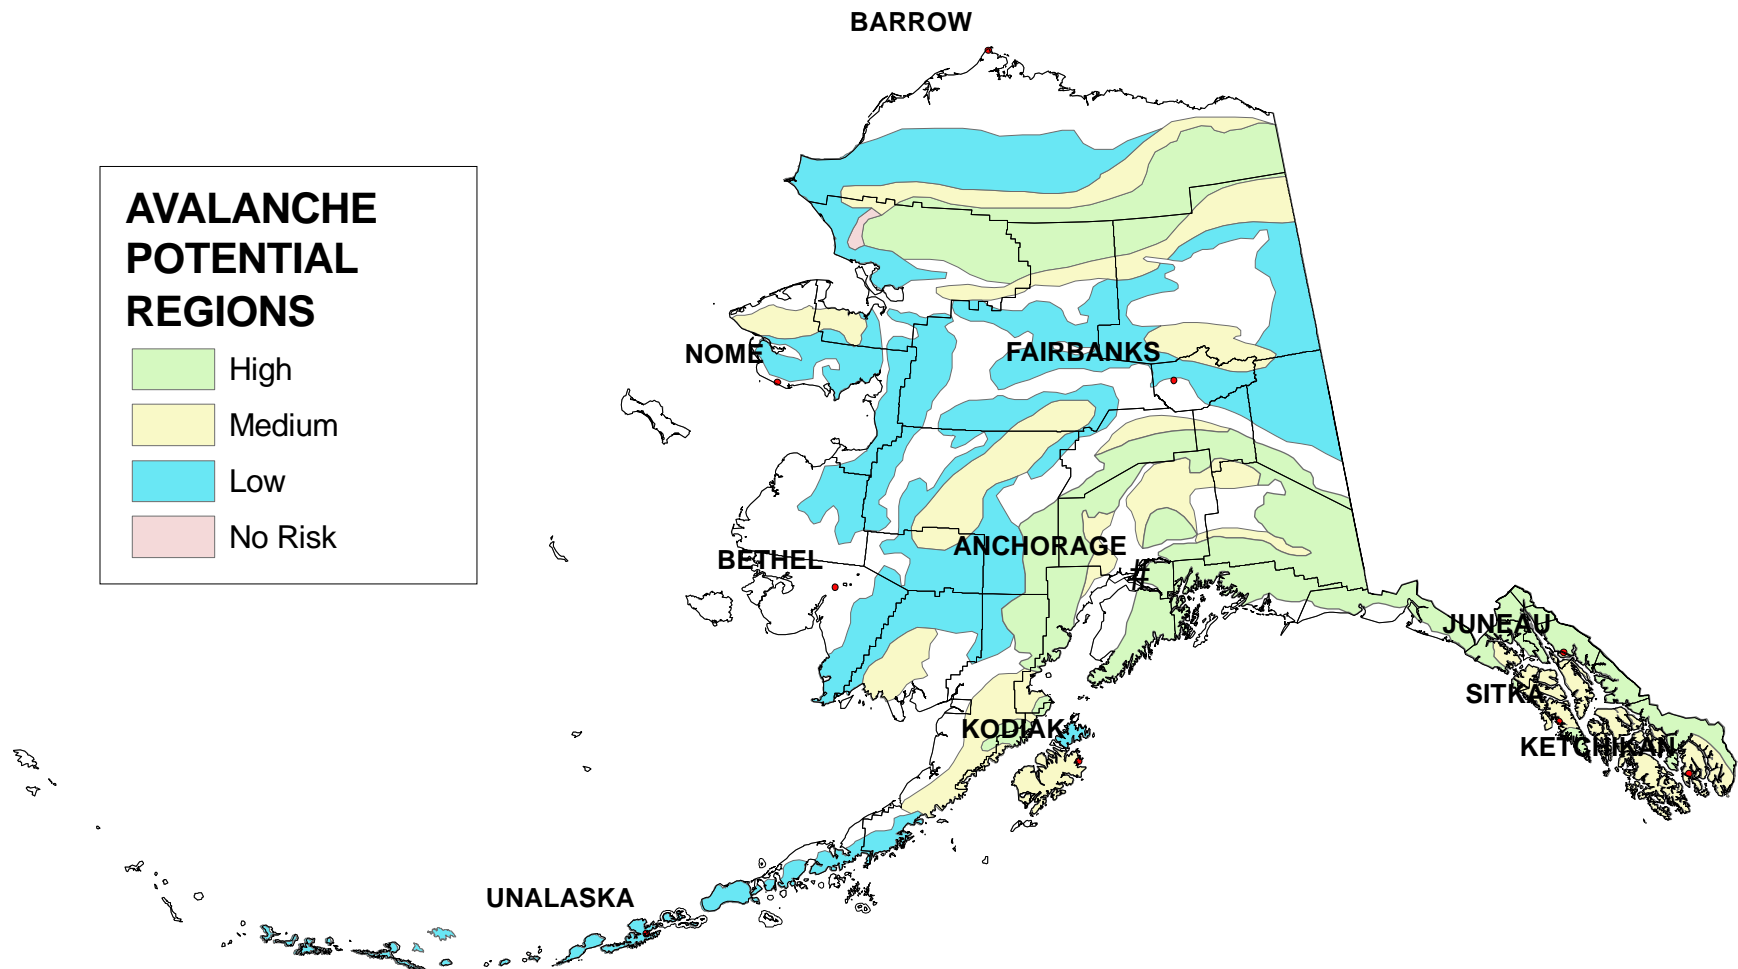 BARROW
AVALANCHE
POTENTIAL
REGIONS
High
Medium
Low
No Risk
NOME
FAIRBANKS
BETHEL
ANCHORAGE
#
JUNEAU
SITKA
KODIAK
KETCHIKAN
UNALASKA